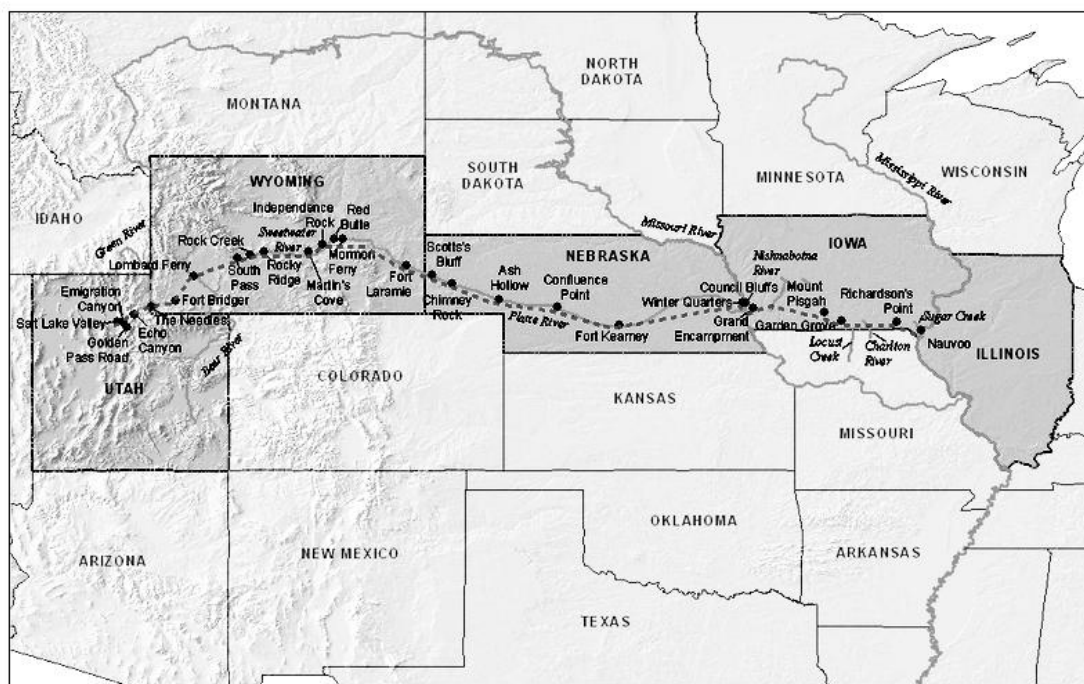 NORTH
DAKOTA
MONTANA
SOUTH
DAKOTA
MINNESOTA
Mississippi River
WISCONSIN
IDAHO
WYOMING
Independence
Rock
Red
Butte
Green River
Rock Creek
Sweetwater
River
Missouri River
IOWA
Lombard Ferry
South
Pass
Rocky
Ridge
Martin's
Cove
Mormon
Ferry
Fort
Laramie
Scotts's
Bluff
Chimney
Rock
NEBRASKA
Ash
Hollow
Confluence
Point
Platte River
Fort Kearney
Nishnabotna
River
Council Bluffs
Winter Quarters
Grand
Encampment
Mount
Pisgah
Garden Grove
Richardson's
Point
Locust
Creek
Charlton
River
Sugar Creek
Nauvoo
ILLINOIS
Emigration
Canyon
Fort Bridger
Salt Lake Valley
The Needles
Golden
Pass Road
Echo
Canyon
Bear River
UTAH
COLORADO
KANSAS
MISSOURI
ARIZONA
NEW MEXICO
OKLAHOMA
ARKANSAS
TEXAS